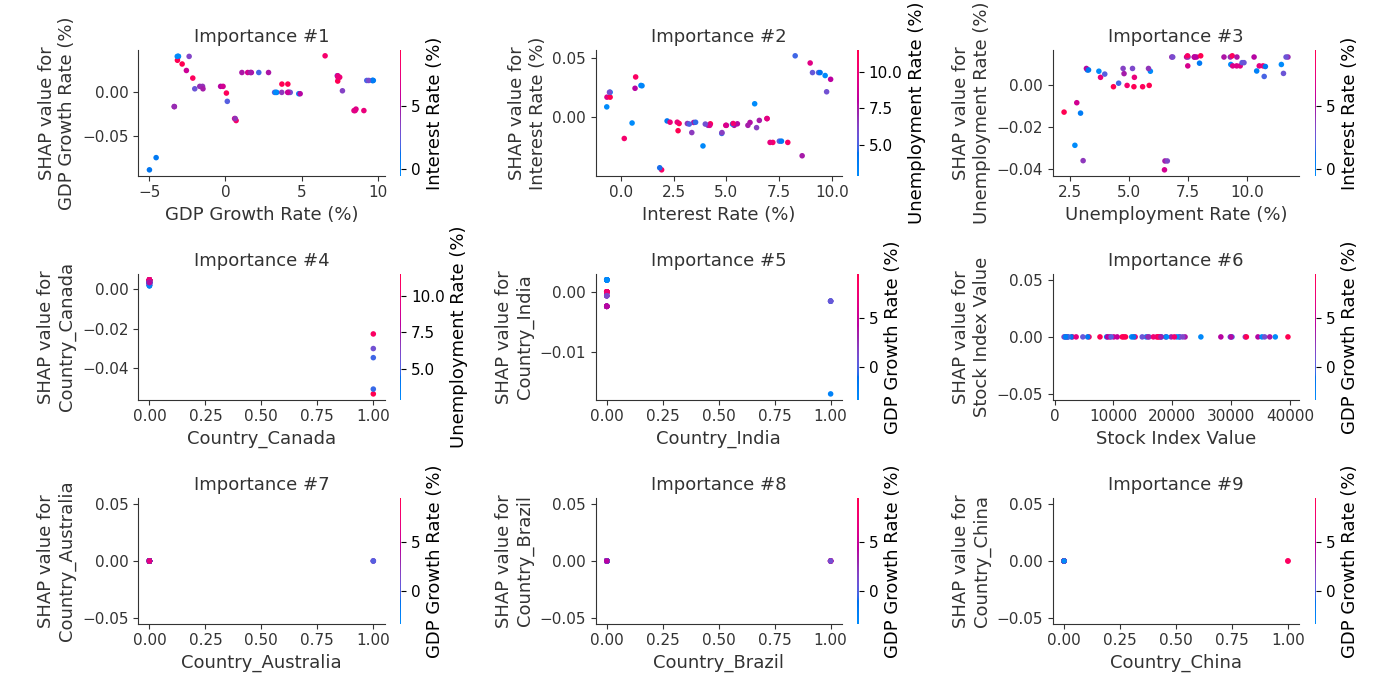 Importance #1
SHAP value for
GDP Growth Rate (%)
0.00
−0.05
−5
0
5
10
GDP Growth Rate (%)
5
0
Interest Rate (%)
Importance #2
SHAP value for
Interest Rate (%)
0.05
0.00
0.0
2.5
5.0
7.5
10.0
Interest Rate (%)
10.0
7.5
5.0
Unemployment Rate (%)
Importance #3
SHAP value for
Unemployment Rate (%)
0.00
−0.02
−0.04
2.5
5.0
7.5
10.0
Unemployment Rate (%)
5
0
Interest Rate (%)
Importance #4
SHAP value for
Country_Canada
0.00
−0.02
−0.04
0.00
0.25
0.50
0.75
1.00
Country_Canada
10.0
7.5
5.0
Unemployment Rate (%)
Importance #5
SHAP value for
Country_India
0.00
−0.01
0.00
0.25
0.50
0.75
1.00
Country_India
5
0
GDP Growth Rate (%)
Importance #6
SHAP value for
Stock Index Value
0.05
0.00
−0.05
0
10000
20000
30000
40000
Stock Index Value
5
0
GDP Growth Rate (%)
Importance #7
SHAP value for
Country_Australia
0.05
0.00
−0.05
0.00
0.25
0.50
0.75
1.00
Country_Australia
5
0
GDP Growth Rate (%)
Importance #8
SHAP value for
Country_Brazil
0.05
0.00
−0.05
0.00
0.25
0.50
0.75
1.00
Country_Brazil
5
0
GDP Growth Rate (%)
Importance #9
SHAP value for
Country_China
0.05
0.00
−0.05
0.00
0.25
0.50
0.75
1.00
Country_China
5
0
GDP Growth Rate (%)